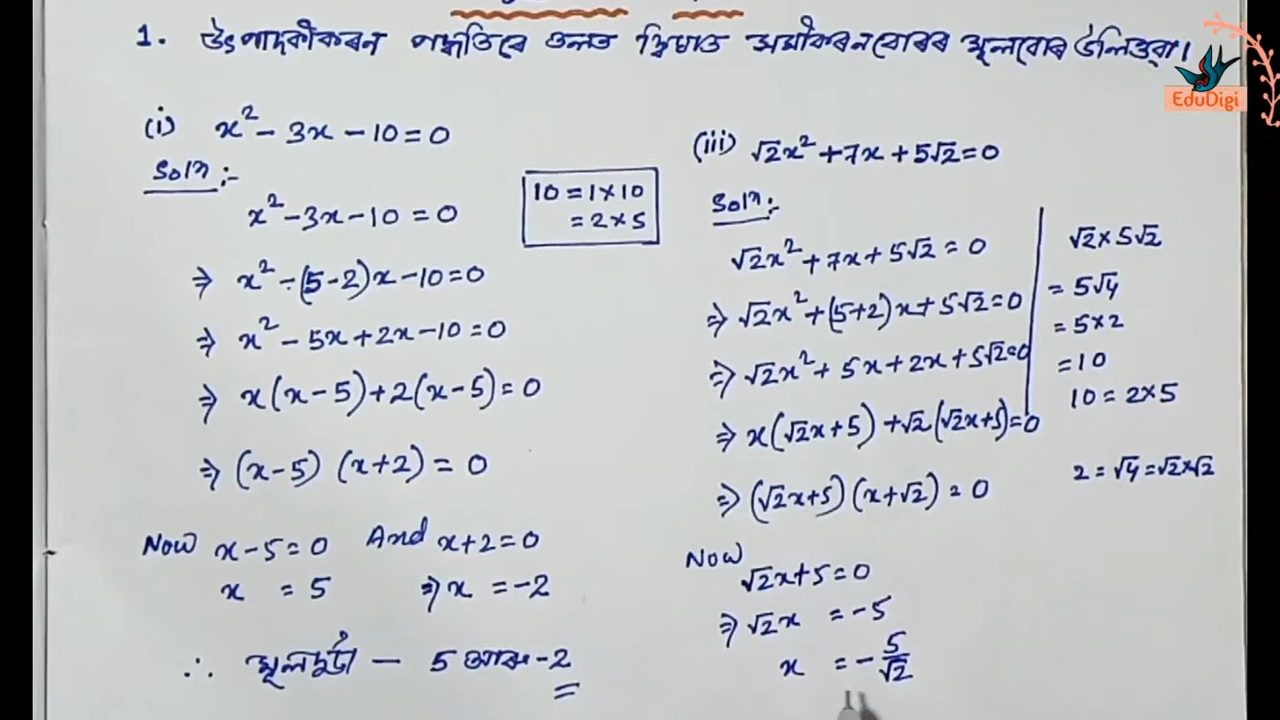 1. উৎপাদকীকৰন পদ্ধতিৰে তলত দ্বিঘাত সমীকৰনবোৰৰ মূলবোৰ উলিওৱা।
EduDigi
(i) x² - 3x - 10 = 0
Solⁿ:-
10 = 1 × 10
= 2 × 5
x² - 3x - 10 = 0
⇒ x² - (5-2)x - 10 = 0
⇒ x² - 5x + 2x - 10 = 0
⇒ x(x-5) + 2(x-5) = 0
⇒ (x-5) (x+2) = 0
Now x-5 = 0 And x+2 = 0
x = 5 ⇒ x = -2
∴ মূলদুটা — 5 আৰু -2
(iii) √2x² + 7x + 5√2 = 0
Solⁿ:-
√2x² + 7x + 5√2 = 0
⇒ √2x² + (5+2)x + 5√2 = 0
⇒ √2x² + 5x + 2x + 5√2 = 0
⇒ x(√2x+5) + √2(√2x+5) = 0
⇒ (√2x+5)(x+√2) = 0
Now
√2x+5 = 0
⇒ √2x = -5
x = -5/√2
√2 × 5√2
= 5√4
= 5×2
= 10
10 = 2×5
2 = √4 = √2×√2